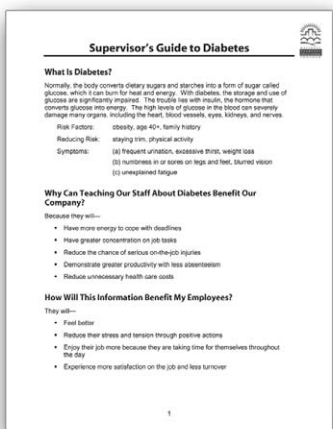 Supervisor's Guide to Diabetes
What Is Diabetes?
Normally, the body converts dietary sugars and starches into a form of sugar called
glucose, which it can burn for heat and energy. With diabetes, the storage and use of
glucose are significantly impaired. The trouble lies with insulin, the hormone that
converts glucose into energy. The high levels of glucose in the blood can severely
damage many organs, including the heart, blood vessels, eyes, kidneys, and nerves.
Risk Factors: obesity, age 40+, family history
Reducing Risk: staying trim, physical activity
Symptoms: (a) frequent urination, excessive thirst, weight loss
(b) numbness in or sores on legs and feet, blurred vision
(c) unexplained fatigue
Why Can Teaching Our Staff About Diabetes Benefit Our
Company?
Because they will—
• Have more energy to cope with deadlines
• Have greater concentration on job tasks
• Reduce the chance of serious on-the-job injuries
• Demonstrate greater productivity with less absenteeism
• Reduce unnecessary health care costs
How Will This Information Benefit My Employees?
They will—
• Feel better
• Reduce their stress and tension through positive actions
• Enjoy their job more because they are taking time for themselves throughout
the day
• Experience more satisfaction on the job and less turnover
1